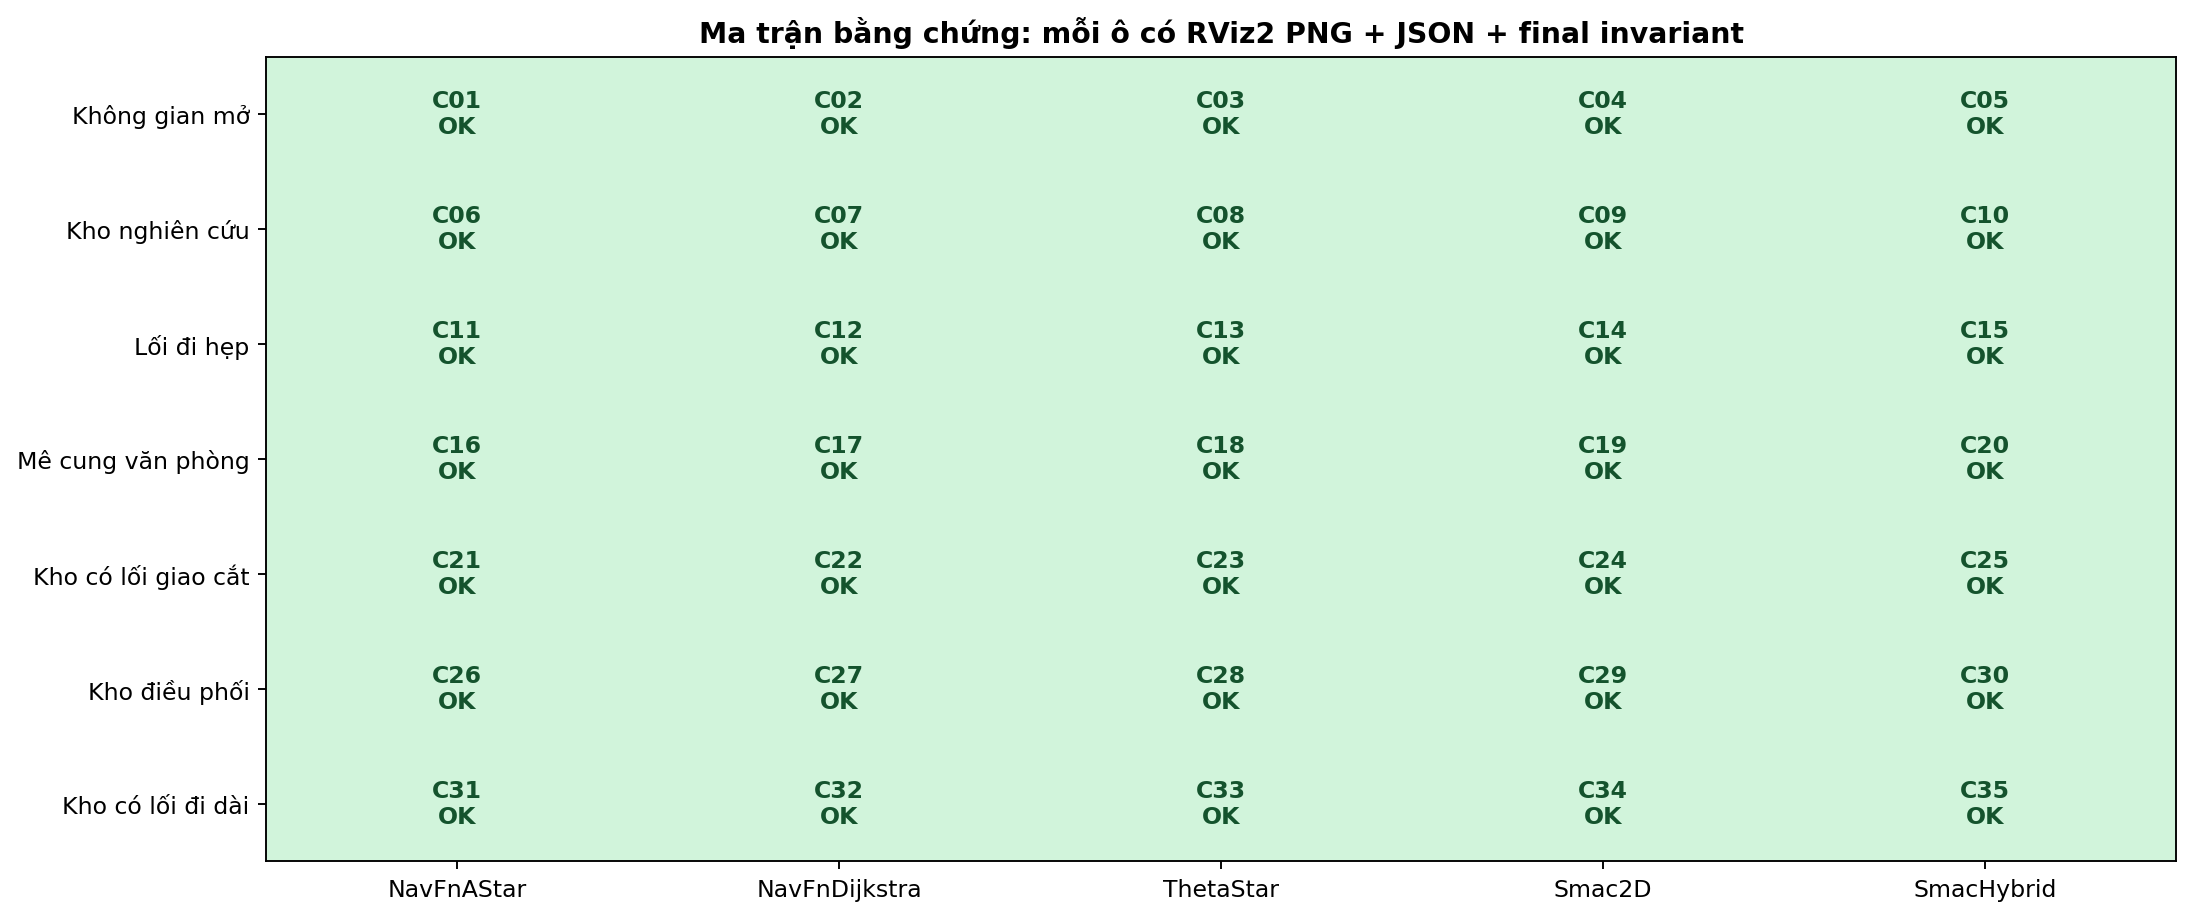 Ma trận bằng chứng: mỗi ô có RViz2 PNG + JSON + final invariant
Không gian mở
C01
OK
C02
OK
C03
OK
C04
OK
C05
OK
Kho nghiên cứu
C06
OK
C07
OK
C08
OK
C09
OK
C10
OK
Lối đi hẹp
C11
OK
C12
OK
C13
OK
C14
OK
C15
OK
Mê cung văn phòng
C16
OK
C17
OK
C18
OK
C19
OK
C20
OK
Kho có lối giao cắt
C21
OK
C22
OK
C23
OK
C24
OK
C25
OK
Kho điều phối
C26
OK
C27
OK
C28
OK
C29
OK
C30
OK
Kho có lối đi dài
C31
OK
C32
OK
C33
OK
C34
OK
C35
OK
NavFnAStar
NavFnDijkstra
ThetaStar
Smac2D
SmacHybrid